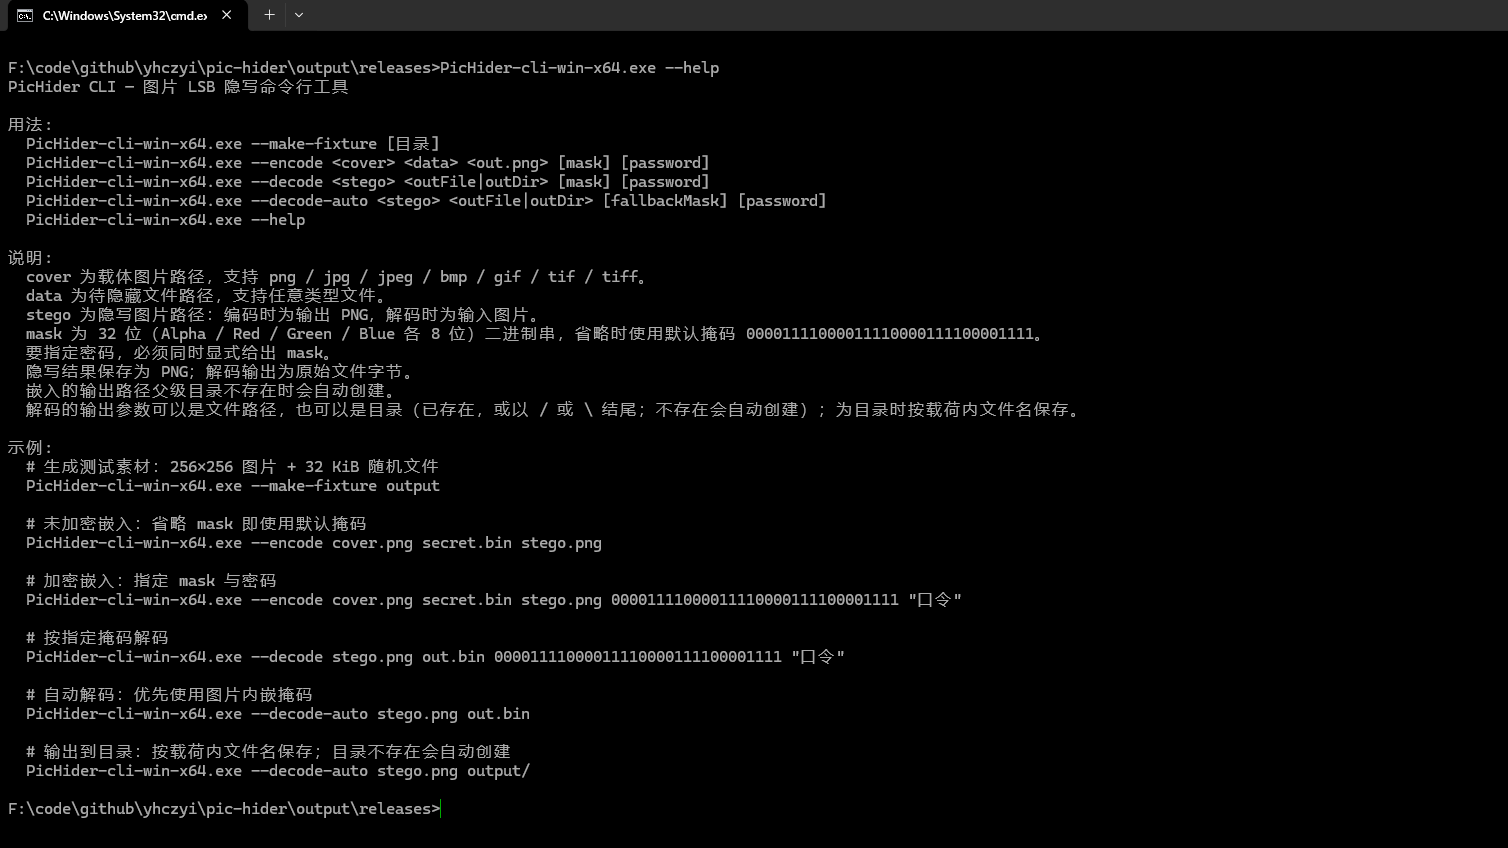 C:\Windows\System32\cmd.ex
F:\code\github\yhczyi\pic-hider\output\releases>PicHider-cli-win-x64.exe --help
PicHider CLI - 图片 LSB 隐写命令行工具
用法：
PicHider-cli-win-x64.exe --make-fixture [目录]
PicHider-cli-win-x64.exe --encode <cover> <data> <out.png> [mask] [password]
PicHider-cli-win-x64.exe --decode <stego> <outFile|outDir> [mask] [password]
PicHider-cli-win-x64.exe --decode-auto <stego> <outFile|outDir> [fallbackMask] [password]
PicHider-cli-win-x64.exe --help
说明：
cover 为载体图片路径，支持 png / jpg / jpeg / bmp / gif / tif / tiff。
data 为待隐藏文件路径，支持任意类型文件。
stego 为隐写图片路径：编码时为输出 PNG，解码时为输入图片。
mask 为 32 位（Alpha / Red / Green / Blue 各 8 位）二进制串，省略时使用默认掩码 00001111000011110000111100001111。
要指定密码，必须同时显式给出 mask。
隐写结果保存为 PNG；解码输出为原始文件字节。
嵌入的输出路径父级目录不存在时会自动创建。
解码的输出参数可以是文件路径，也可以是目录（已存在，或以 / 或 \ 结尾；不存在会自动创建）；为目录时按载荷内文件名保存。
示例：
# 生成测试素材：256×256 图片 + 32 KiB 随机文件
PicHider-cli-win-x64.exe --make-fixture output
# 未加密嵌入：省略 mask 即使用默认掩码
PicHider-cli-win-x64.exe --encode cover.png secret.bin stego.png
# 加密嵌入：指定 mask 与密码
PicHider-cli-win-x64.exe --encode cover.png secret.bin stego.png 00001111000011110000111100001111 "口令"
# 按指定掩码解码
PicHider-cli-win-x64.exe --decode stego.png out.bin 00001111000011110000111100001111 "口令"
# 自动解码：优先使用图片内嵌掩码
PicHider-cli-win-x64.exe --decode-auto stego.png out.bin
# 输出到目录：按载荷内文件名保存；目录不存在会自动创建
PicHider-cli-win-x64.exe --decode-auto stego.png output/
F:\code\github\yhczyi\pic-hider\output\releases>